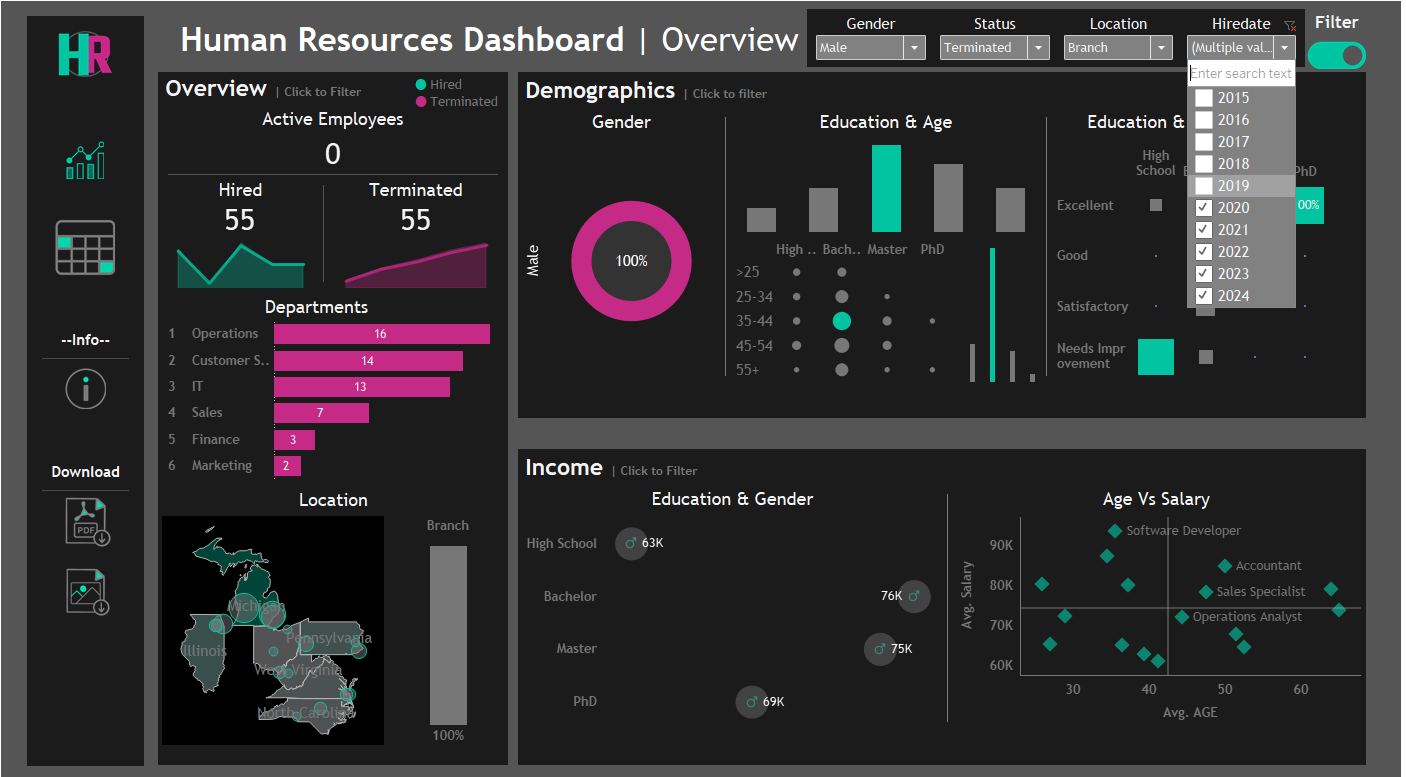 HR
Human Resources Dashboard | Overview
Gender
Male
Status
Terminated
Location
Branch
Hiredate
(Multiple val...
Filter
Enter search text
2015
2016
2017
2018
2019
2020
2021
2022
2023
2024
--Info--
Download
PDF
Overview | Click to Filter
Hired
Terminated
Active Employees
0
Hired
55
Terminated
55
Departments
1 Operations 16
2 Customer S.. 14
3 IT 13
4 Sales 7
5 Finance 3
6 Marketing 2
Location
Michigan
Illinois
Pennsylvania
West Virginia
North Carolina
Branch
100%
Demographics | Click to filter
Gender
Male
100%
Education & Age
High .. Bach.. Master PhD
>25
25-34
35-44
45-54
55+
Education &
High
School
PhD
Excellent
00%
Good
Satisfactory
Needs Impr
ovement
Income | Click to Filter
Education & Gender
High School 63K
Bachelor 76K
Master 75K
PhD 69K
Age Vs Salary
Avg. Salary
90K
80K
70K
60K
Software Developer
Accountant
Sales Specialist
Operations Analyst
30 40 50 60
Avg. AGE